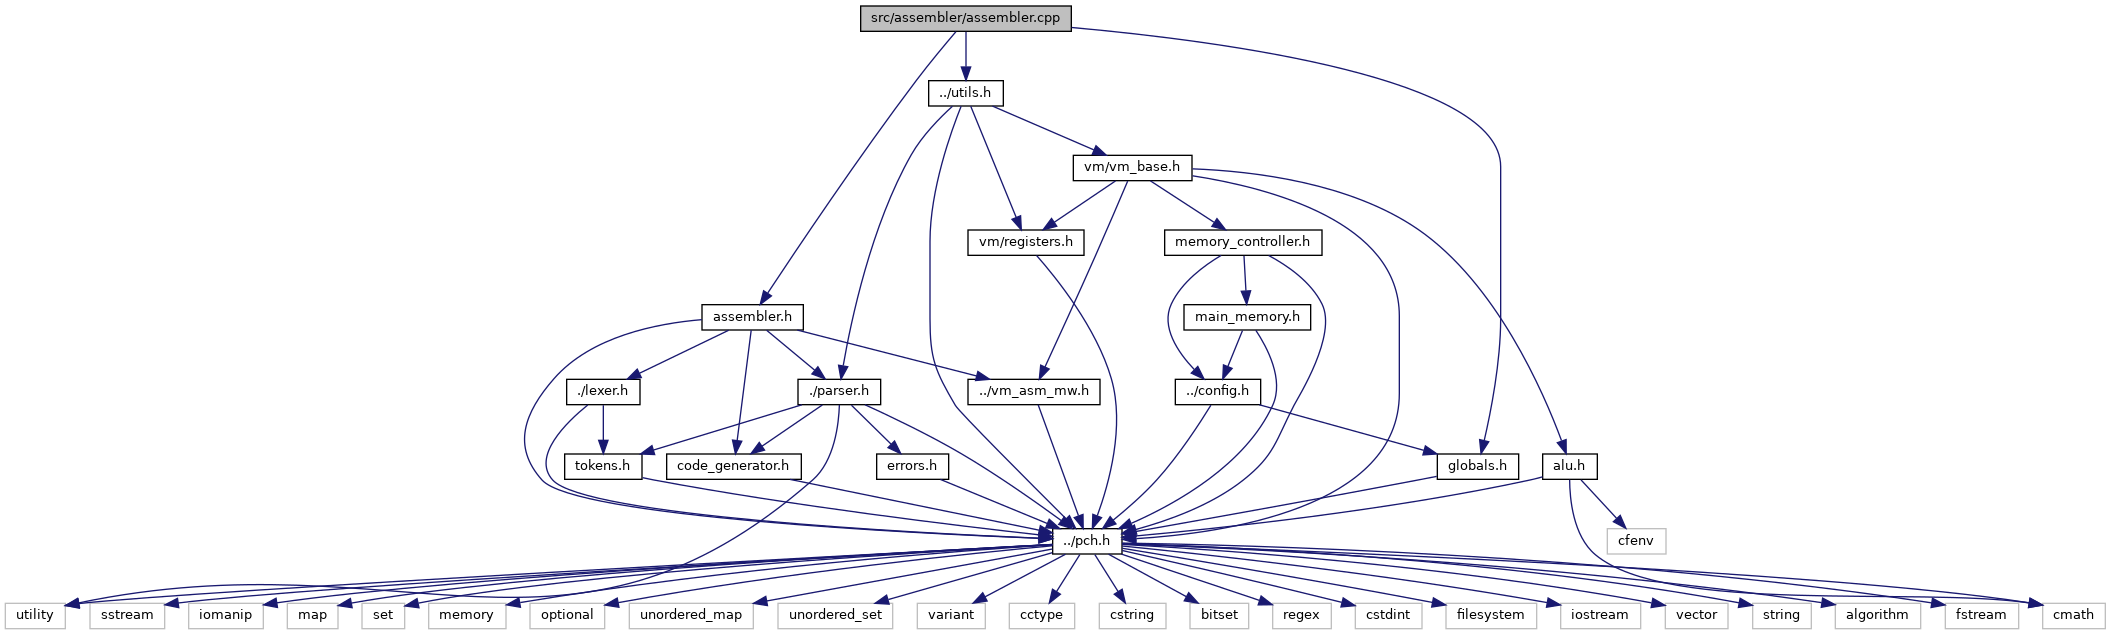 src/assembler/assembler.cpp
../utils.h
vm/vm_base.h
vm/registers.h
memory_controller.h
assembler.h
main_memory.h
./lexer.h
./parser.h
../vm_asm_mw.h
../config.h
tokens.h
code_generator.h
errors.h
globals.h
alu.h
../pch.h
cfenv
utility
sstream
iomanip
map
set
memory
optional
unordered_map
unordered_set
variant
cctype
cstring
bitset
regex
cstdint
filesystem
iostream
vector
string
algorithm
fstream
cmath